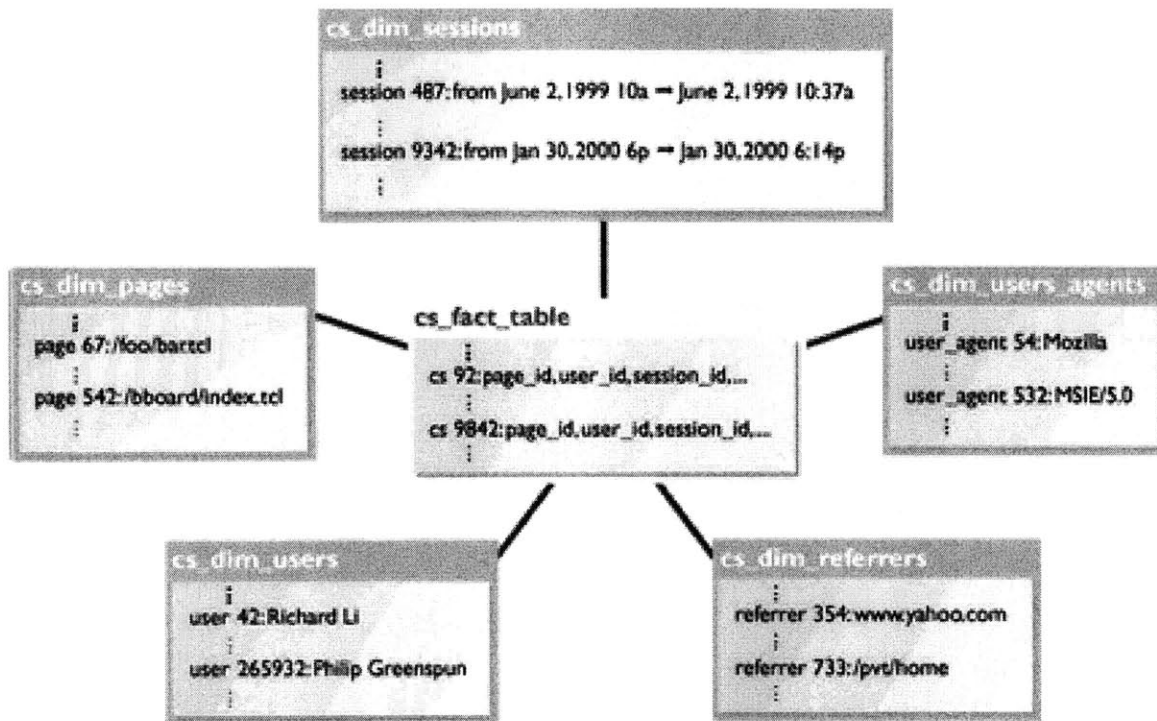 cs_dim_sessions
session 487:from June 2,1999 10a → June 2,1999 10:37a
session 9342:from Jan 30,2000 6p → Jan 30,2000 6:14p
cs_dim_pages
page 67:/foo/bar.tcl
page 542:/bboard/index.tcl
cs_fact_table
cs 92:page_id,user_id,session_id,...
cs 9842:page_id,user_id,session_id,...
cs_dim_users_agents
user_agent 54:Mozilla
user_agent 532:MSIE/5.0
cs_dim_users
user 42:Richard Li
user 265932:Philip Greenspun
cs_dim_referrers
referrer 354:www.yahoo.com
referrer 733:/pvt/home